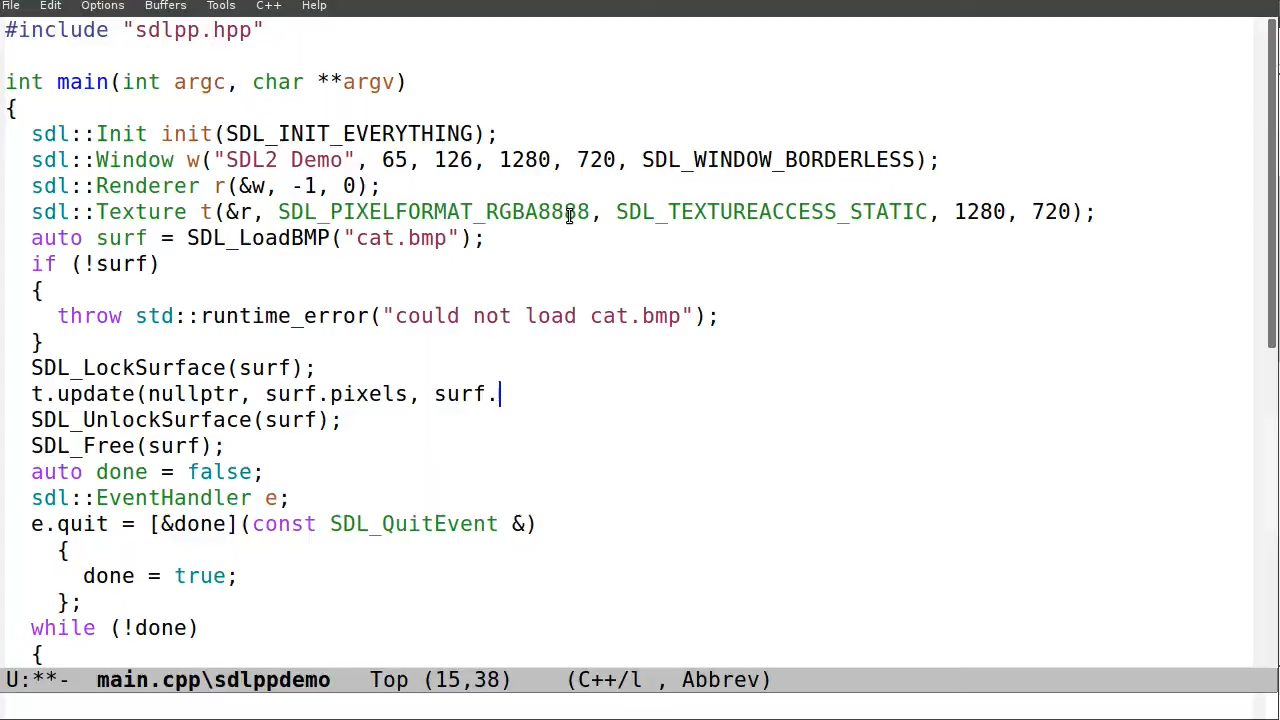 File Edit Options Buffers Tools C++ Help
#include "sdlpp.hpp"
int main(int argc, char **argv)
{
  sdl::Init init(SDL_INIT_EVERYTHING);
  sdl::Window w("SDL2 Demo", 65, 126, 1280, 720, SDL_WINDOW_BORDERLESS);
  sdl::Renderer r(&w, -1, 0);
  sdl::Texture t(&r, SDL_PIXELFORMAT_RGBA8888, SDL_TEXTUREACCESS_STATIC, 1280, 720);
  auto surf = SDL_LoadBMP("cat.bmp");
  if (!surf)
  {
    throw std::runtime_error("could not load cat.bmp");
  }
  SDL_LockSurface(surf);
  t.update(nullptr, surf.pixels, surf.
  SDL_UnlockSurface(surf);
  SDL_Free(surf);
  auto done = false;
  sdl::EventHandler e;
  e.quit = [&done](const SDL_QuitEvent &)
    {
      done = true;
    };
  while (!done)
  {
U:**-  main.cpp\sdlppdemo   Top (15,38)    (C++/l , Abbrev)